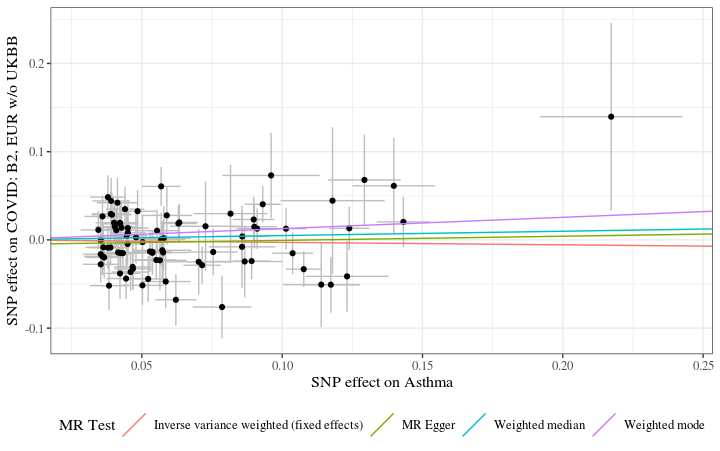 SNP effect on COVID: B2, EUR w/o UKBB
0.2
0.1
0.0
-0.1
0.05
0.10
0.15
0.20
0.25
SNP effect on Asthma
MR Test
Inverse variance weighted (fixed effects)
MR Egger
Weighted median
Weighted mode